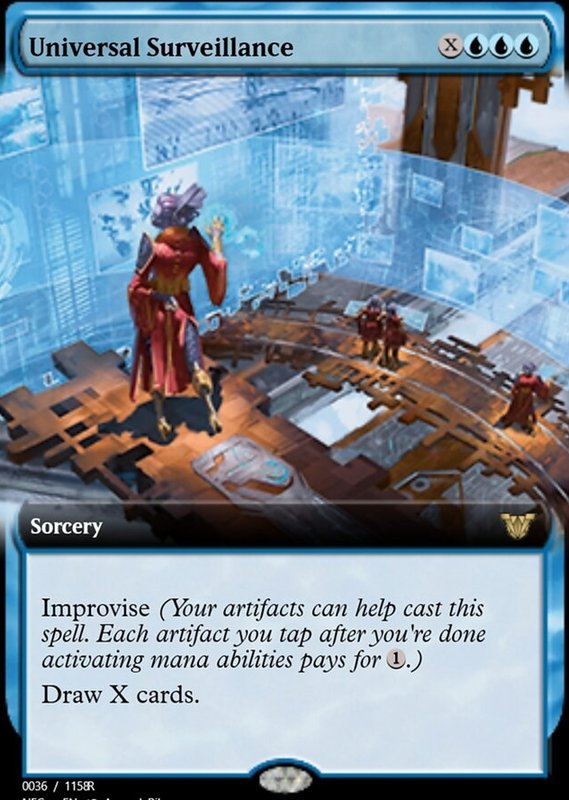 Universal Surveillance X
Sorcery
Improvise (Your artifacts can help cast this
spell. Each artifact you tap after you're done
activating mana abilities pays for 1.)
Draw X cards.
0036 / 1158R